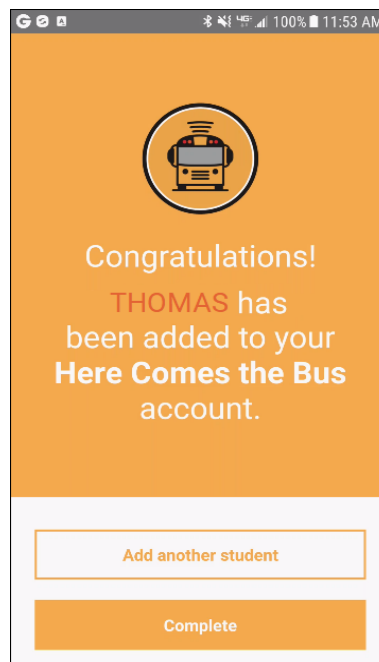 100% 11:53 AM
Congratulations!
THOMAS has
been added to your
Here Comes the Bus
account.
Add another student
Complete